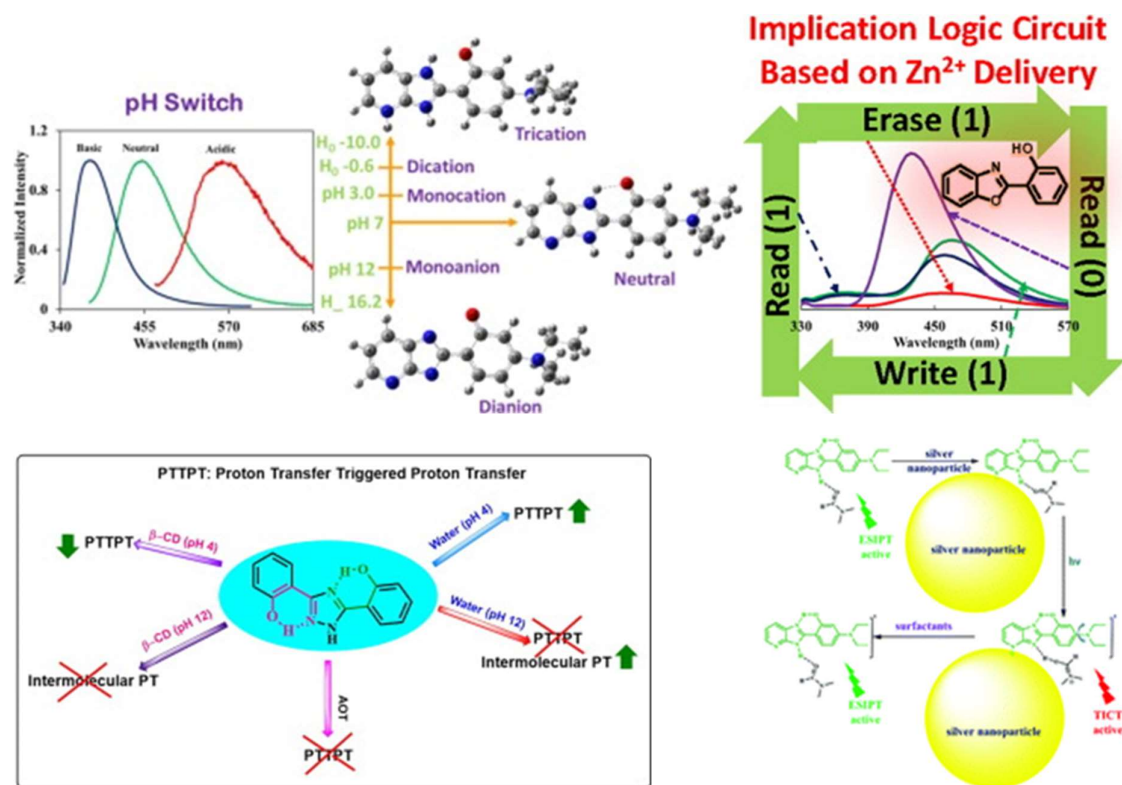 pH Switch
1.2
0.8
0.4
0
Normalized Intensity
Basic
Neutral
Acidic
340
455
570
685
Wavelength (nm)
Trication
H₀ -10.0
H₀ -0.6
Dication
pH 3.0
Monocation
pH 7
Neutral
pH 12
Monoanion
H_ 16.2
Dianion
Implication Logic Circuit
Based on Zn²⁺ Delivery
Erase (1)
Read (1)
Read (0)
HO
N
O
330
390
450
510
570
Wavelength (nm)
Write (1)
PTTPT: Proton Transfer Triggered Proton Transfer
PTTPT
β-CD (pH 4)
Water (pH 4)
PTTPT
β-CD (pH 12)
Water (pH 12)
PTTPT
Intermolecular PT
Intermolecular PT
AOT
PTTPT
H-O
N
O
H
N
N
H
silver
nanoparticle
ESIPT
active
silver nanoparticle
hν
surfactants
ESIPT
active
silver nanoparticle
TICT
active